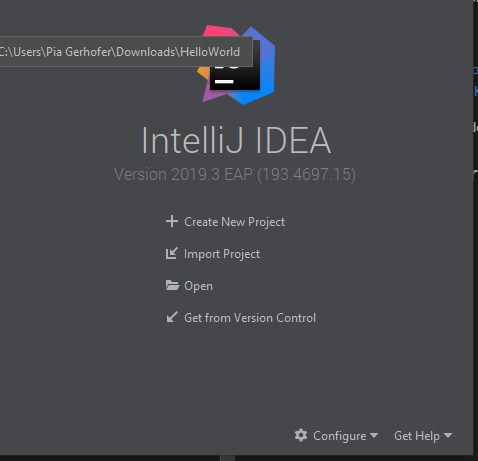 C:\Users\Pia Gerhofer\Downloads\HelloWorld
IntelliJ IDEA
Version 2019.3 EAP (193.4697.15)
Create New Project
Import Project
Open
Get from Version Control
Configure
Get Help